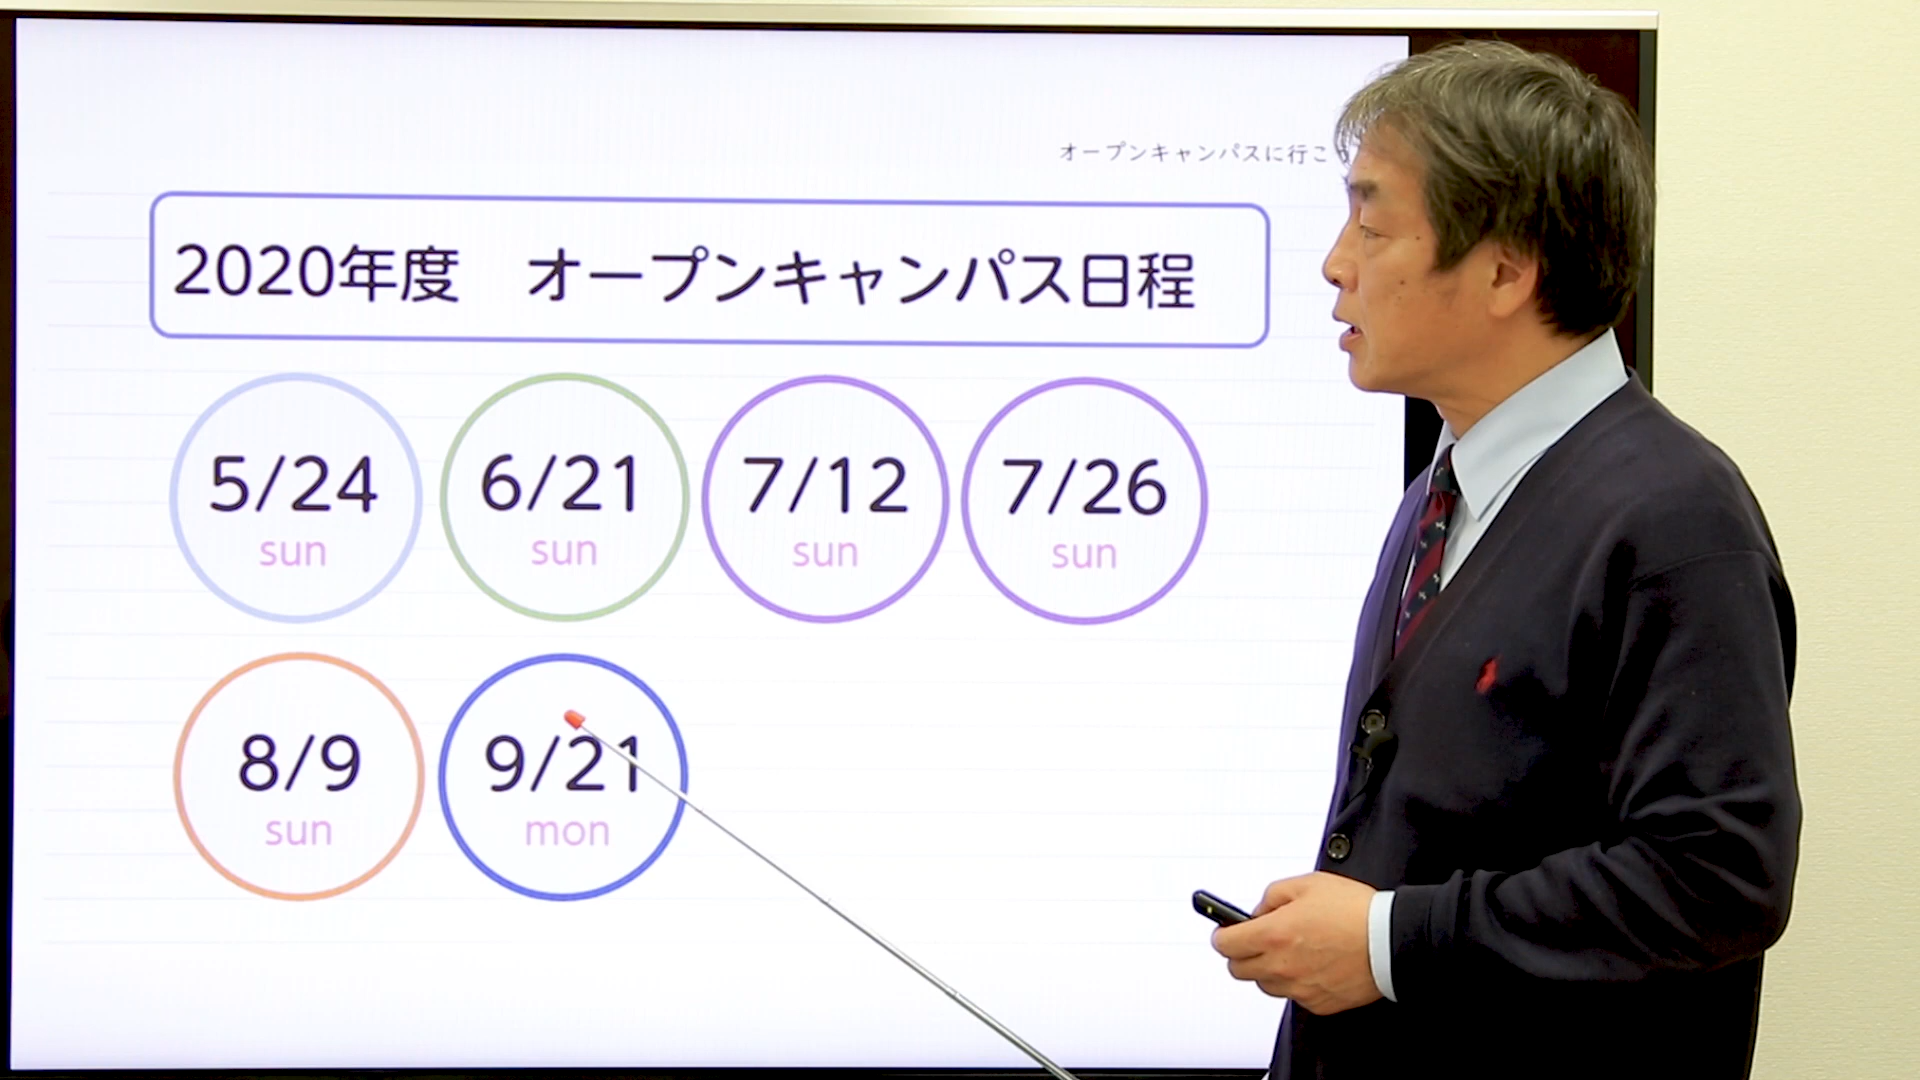 オープンキャンパスに行こう
2020年度 オープンキャンパス日程
5/24
sun
6/21
sun
7/12
sun
7/26
sun
8/9
sun
9/21
mon